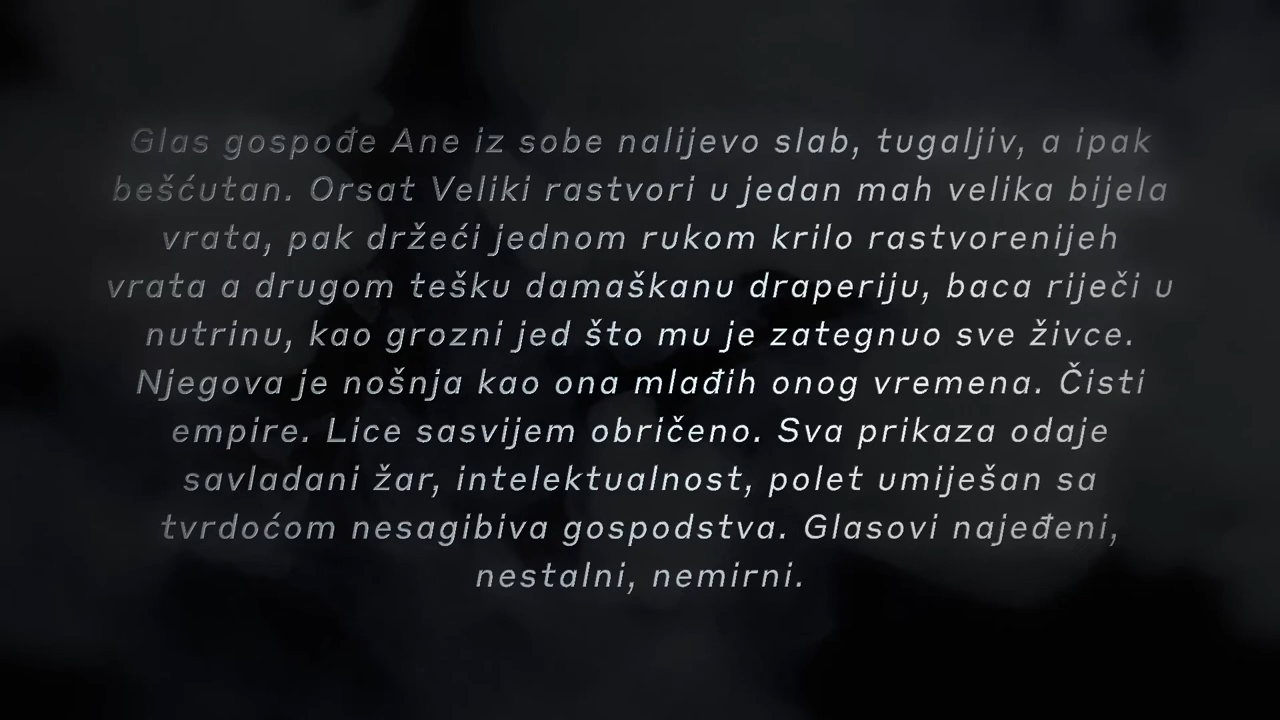 Glas gospođe Ane iz sobe nalijevo slab, tugaljiv, a ipak
bešćutan. Orsat Veliki rastvori u jedan mah velika bijela
vrata, pak držeći jednom rukom krilo rastvorenijeh
vrata a drugom tešku damaškanu draperiju, baca riječi u
nutrinu, kao grozni jed što mu je zategnuo sve živce.
Njegova je nošnja kao ona mlađih onog vremena. Čisti
empire. Lice sasvijem obričeno. Sva prikaza odaje
savladani žar, intelektualnost, polet umiješan sa
tvrdoćom nesagibiva gospodstva. Glasovi najeđeni,
nestalni, nemirni.